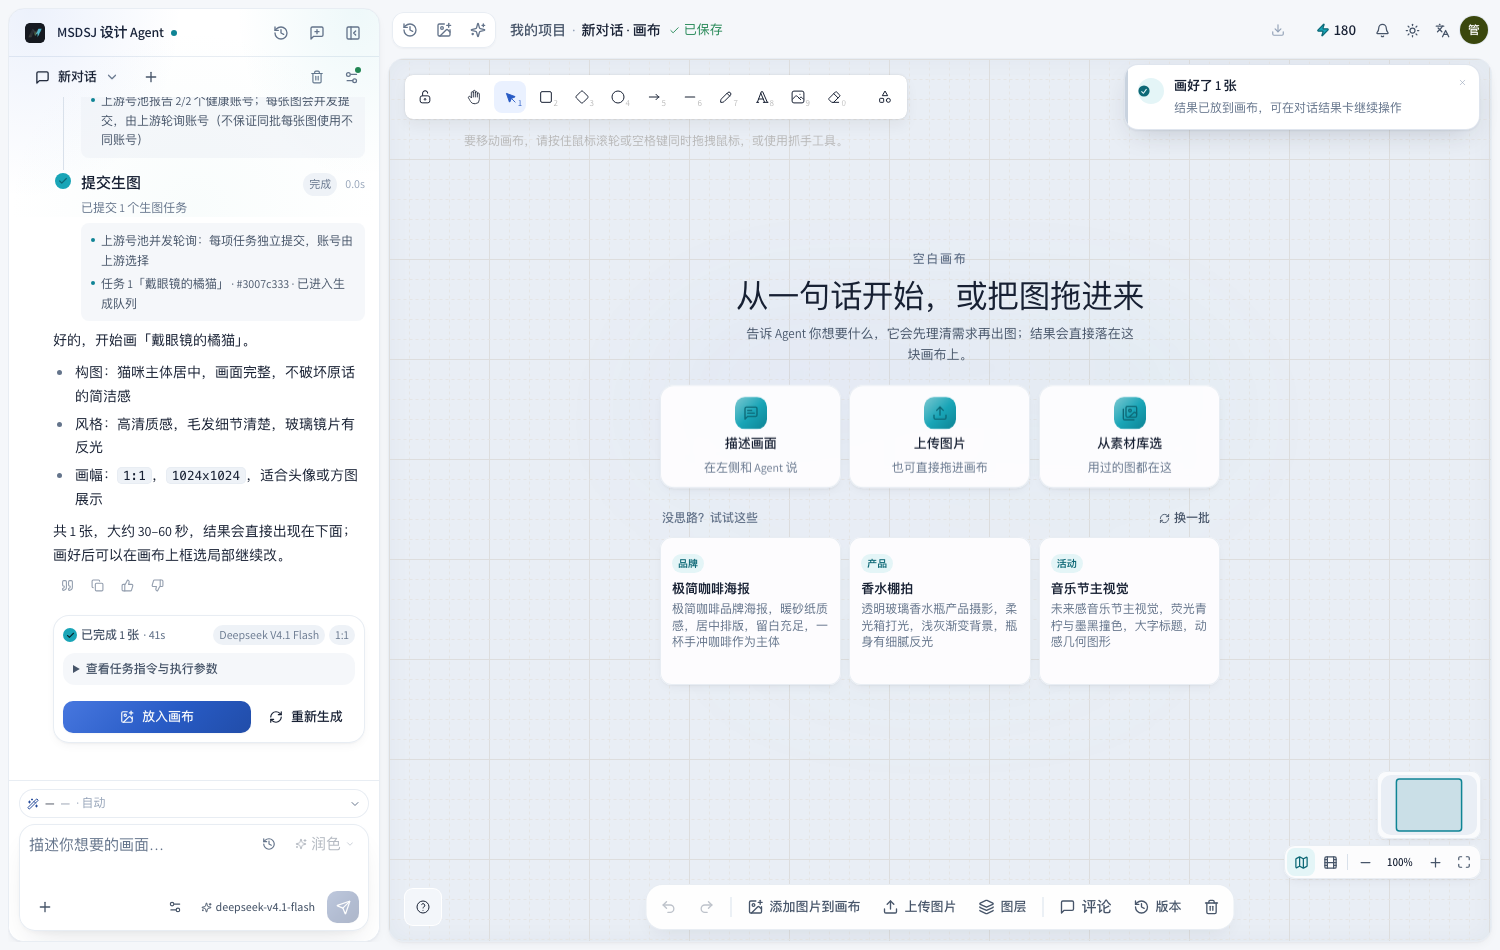 MSDSJ 设计 Agent
新对话
上游号池报告 2/2 个健康账号；每张图会并发提
交，由上游轮询账号（不保证同批每张图使用不
同账号）
提交生图
完成
0.0s
已提交 1 个生图任务
上游号池并发轮询：每项任务独立提交，账号由
上游选择
任务 1「戴眼镜的橘猫」 · #3007c333 · 已进入生
成队列
好的，开始画「戴眼镜的橘猫」。
构图：猫咪主体居中，画面完整，不破坏原话
的简洁感
风格：高清质感，毛发细节清楚，玻璃镜片有
反光
画幅：1:1，1024x1024，适合头像或方图
展示
共 1 张，大约 30–60 秒，结果会直接出现在下面；
画好后可以在画布上框选局部继续改。
已完成 1 张 · 41s
Deepseek V4.1 Flash
1:1
查看任务指令与执行参数
放入画布
重新生成
— — · 自动
描述你想要的画面…
润色
deepseek-v4.1-flash
我的项目 · 新对话 · 画布
已保存
180
管
画好了 1 张
结果已放到画布，可在对话结果卡继续操作
1
2
3
4
5
6
7
8
9
0
要移动画布，请按住鼠标滚轮或空格键同时拖拽鼠标，或使用抓手工具。
空白画布
从一句话开始，或把图拖进来
告诉 Agent 你想要什么，它会先理清需求再出图；结果会直接落在这
块画布上。
描述画面
在左侧和 Agent 说
上传图片
也可直接拖进画布
从素材库选
用过的图都在这
没思路？试试这些
换一批
品牌
极简咖啡海报
极简咖啡品牌海报，暖砂纸质
感，居中排版，留白充足，一
杯手冲咖啡作为主体
产品
香水棚拍
透明玻璃香水瓶产品摄影，柔
光箱打光，浅灰渐变背景，瓶
身有细腻反光
活动
音乐节主视觉
未来感音乐节主视觉，荧光青
柠与墨黑撞色，大字标题，动
感几何图形
100%
添加图片到画布
上传图片
图层
评论
版本